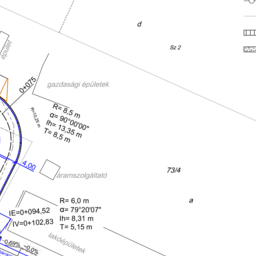 d
Sz 2
épület
gazdasági épületek
0+075
R= 8,5 m
α= 90°00'00"
Ih= 13,35 m
T= 8,5 m
4,00
áramszolgáltató
73/4
a
R= 6,0 m
α= 79°20'07"
Ih= 8,31 m
T= 5,15 m
IE=0+094,52
IV=0+102,83
lakóépületek